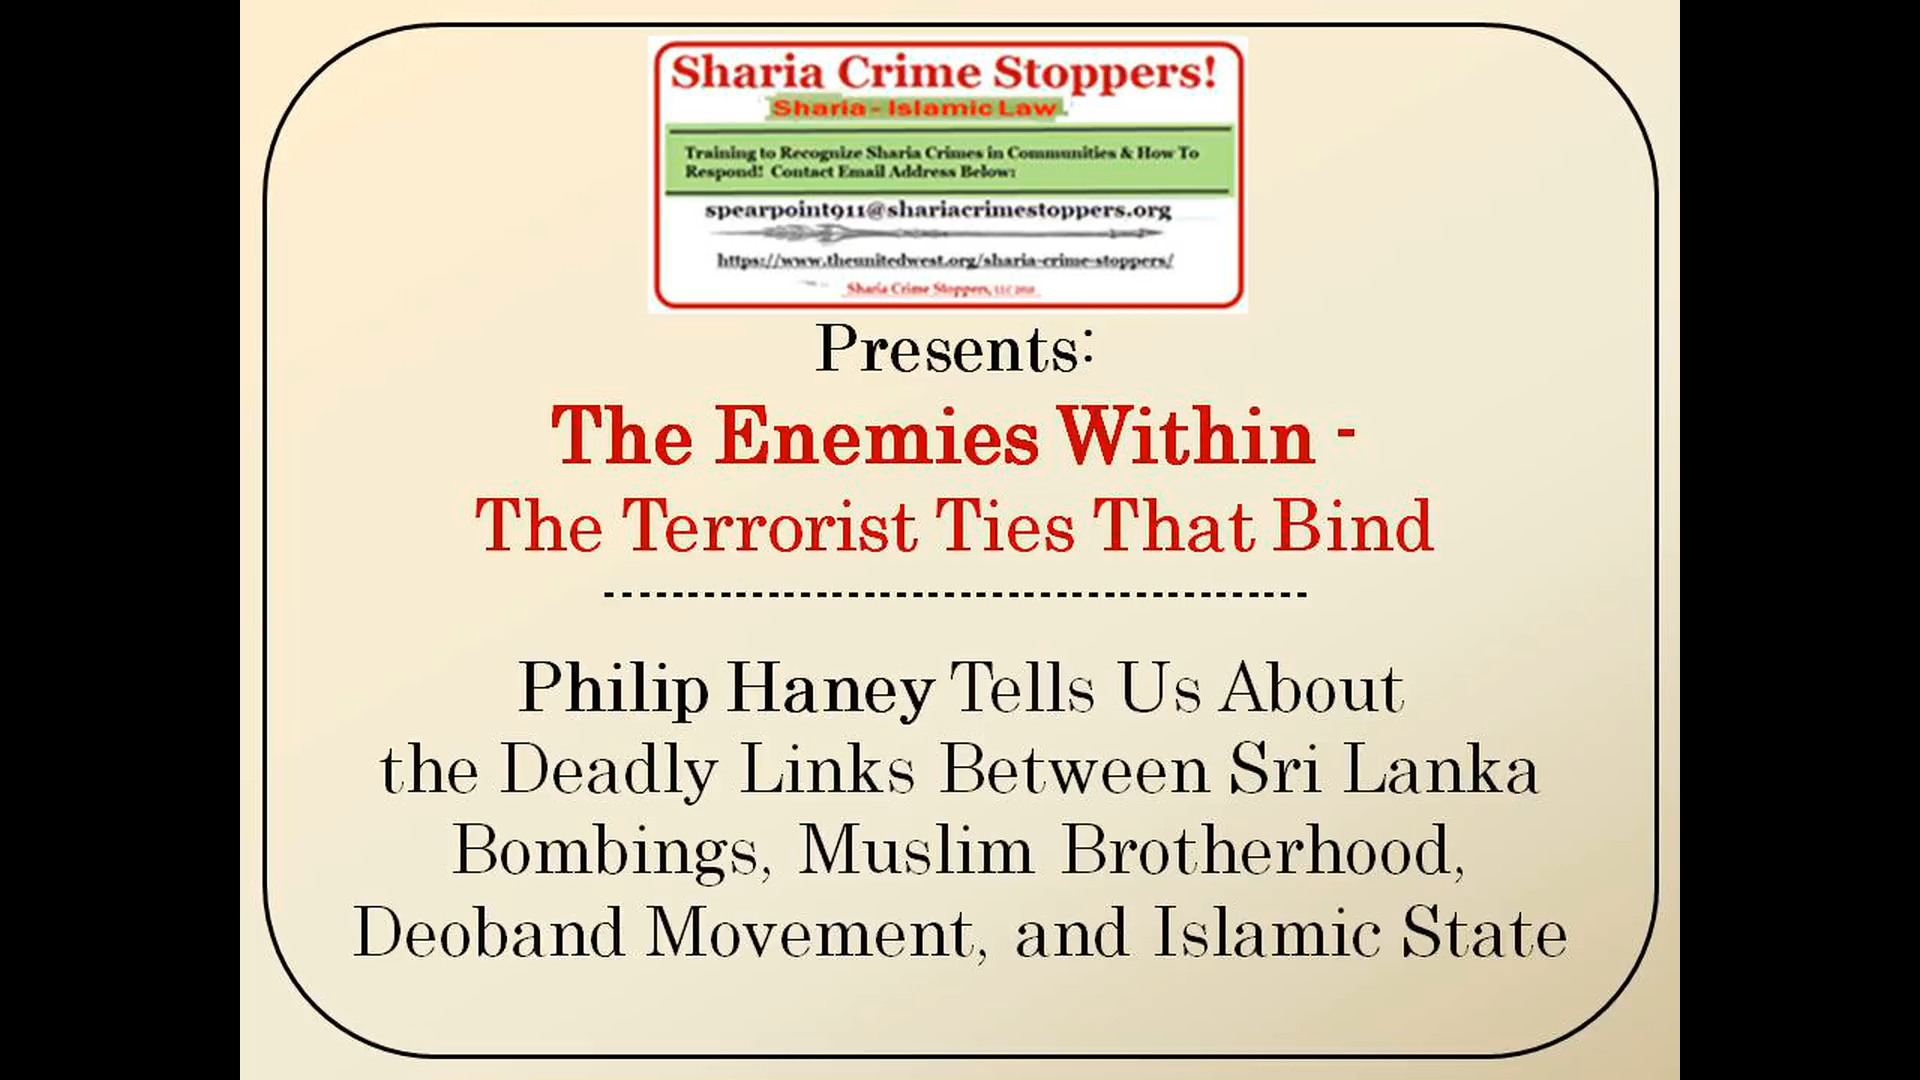 Sharia Crime Stoppers!
Sharia - Islamic Law
Training to Recognize Sharia Crimes in Communities & How To
Respond! Contact Email Address Below:
spearpoint911@shariacrimestoppers.org
https://www.theunitedwest.org/sharia-crime-stoppers/
Sharia Crime Stoppers, LLC
Presents:
The Enemies Within -
The Terrorist Ties That Bind
Philip Haney Tells Us About
the Deadly Links Between Sri Lanka
Bombings, Muslim Brotherhood,
Deoband Movement, and Islamic State